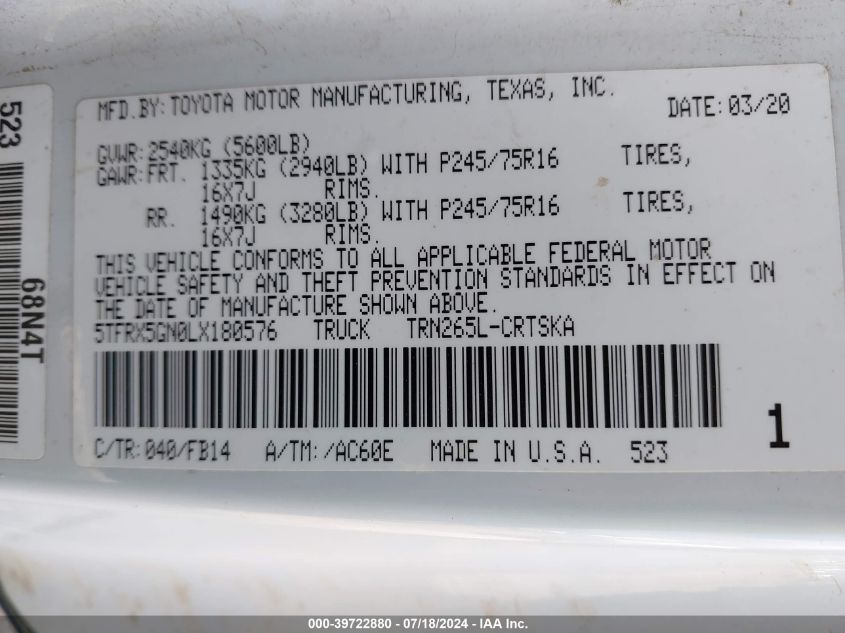 MFD.BY:TOYOTA MOTOR MANUFACTURING, TEXAS, INC. DATE:03/20
GVWR:2540KG (5600LB)
GAWR:FRT. 1335KG (2940LB) WITH P245/75R16 TIRES,
16X7J RIMS.
RR. 1490KG (3280LB) WITH P245/75R16 TIRES,
16X7J RIMS.
THIS VEHICLE CONFORMS TO ALL APPLICABLE FEDERAL MOTOR
VEHICLE SAFETY AND THEFT PREVENTION STANDARDS IN EFFECT ON
THE DATE OF MANUFACTURE SHOWN ABOVE.
5TFRX5GN0LX180576 TRUCK TRN265L-CRTSKA
1
C/TR:040/FB14 A/TM:/AC60E MADE IN U.S.A. 523
523
68N4T
000-39722880 - 07/18/2024 - IAA Inc.